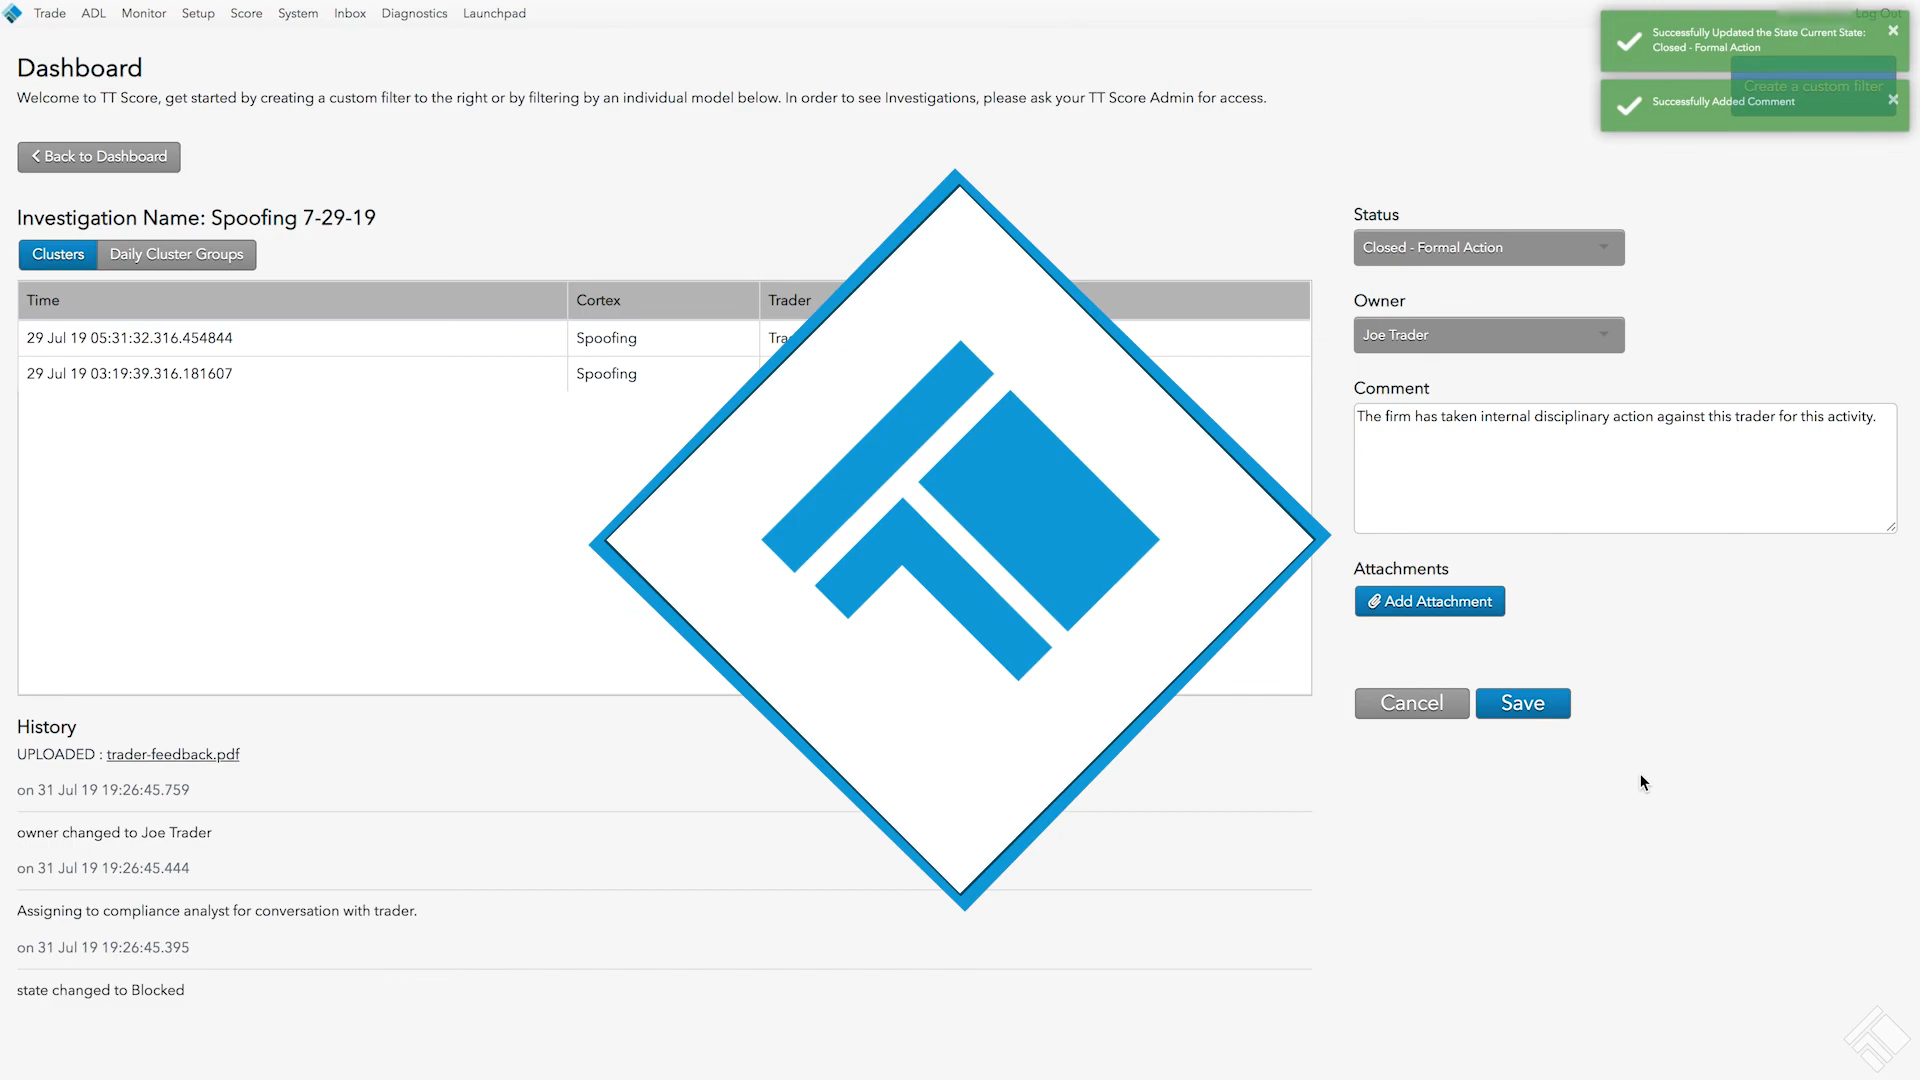 Trade ADL Monitor Setup Score System Inbox Diagnostics Launchpad Log Out
Successfully Updated the State Current State:
Closed - Formal Action
Create a custom filter
Successfully Added Comment
Dashboard
Welcome to TT Score, get started by creating a custom filter to the right or by filtering by an individual model below. In order to see Investigations, please ask your TT Score Admin for access.
Back to Dashboard
Investigation Name: Spoofing 7-29-19
Clusters Daily Cluster Groups
Time Cortex Trader
29 Jul 19 05:31:32.316.454844 Spoofing
29 Jul 19 03:19:39.316.181607 Spoofing
History
UPLOADED : trader-feedback.pdf
on 31 Jul 19 19:26:45.759
owner changed to Joe Trader
on 31 Jul 19 19:26:45.444
Assigning to compliance analyst for conversation with trader.
on 31 Jul 19 19:26:45.395
state changed to Blocked
Status
Closed - Formal Action
Owner
Joe Trader
Comment
The firm has taken internal disciplinary action against this trader for this activity.
Attachments
Add Attachment
Cancel Save